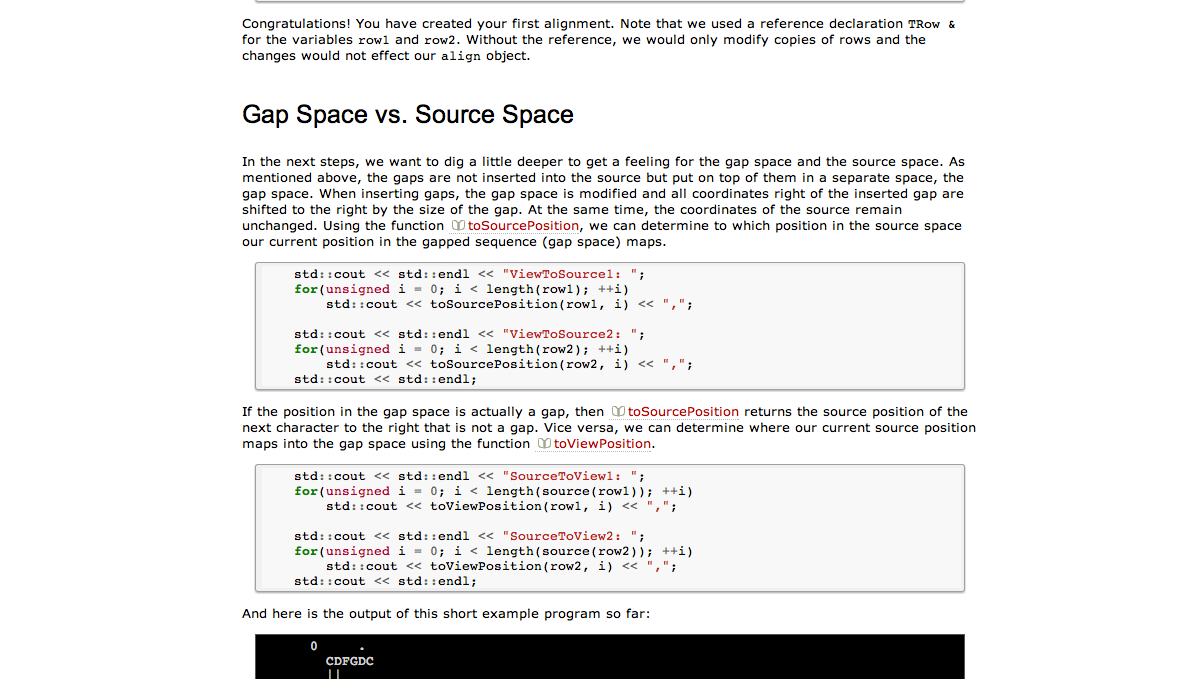 Congratulations! You have created your first alignment. Note that we used a reference declaration TRow &
for the variables row1 and row2. Without the reference, we would only modify copies of rows and the
changes would not effect our align object.
Gap Space vs. Source Space
In the next steps, we want to dig a little deeper to get a feeling for the gap space and the source space. As
mentioned above, the gaps are not inserted into the source but put on top of them in a separate space, the
gap space. When inserting gaps, the gap space is modified and all coordinates right of the inserted gap are
shifted to the right by the size of the gap. At the same time, the coordinates of the source remain
unchanged. Using the function toSourcePosition, we can determine to which position in the source space
our current position in the gapped sequence (gap space) maps.
std::cout << std::endl << "ViewToSource1: ";
for(unsigned i = 0; i < length(row1); ++i)
    std::cout << toSourcePosition(row1, i) << ",";
std::cout << std::endl << "ViewToSource2: ";
for(unsigned i = 0; i < length(row2); ++i)
    std::cout << toSourcePosition(row2, i) << ",";
std::cout << std::endl;
If the position in the gap space is actually a gap, then toSourcePosition returns the source position of the
next character to the right that is not a gap. Vice versa, we can determine where our current source position
maps into the gap space using the function toViewPosition.
std::cout << std::endl << "SourceToView1: ";
for(unsigned i = 0; i < length(source(row1)); ++i)
    std::cout << toViewPosition(row1, i) << ",";
std::cout << std::endl << "SourceToView2: ";
for(unsigned i = 0; i < length(source(row2)); ++i)
    std::cout << toViewPosition(row2, i) << ",";
std::cout << std::endl;
And here is the output of this short example program so far:
0     .
CDFGDC
||